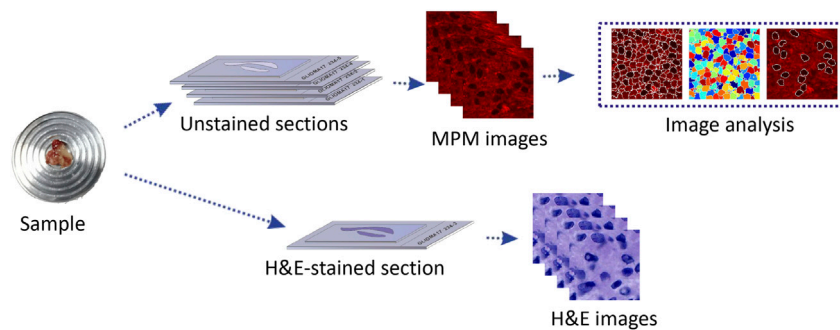 Sample
Unstained sections
MPM images
Image analysis
H&E-stained section
H&E images